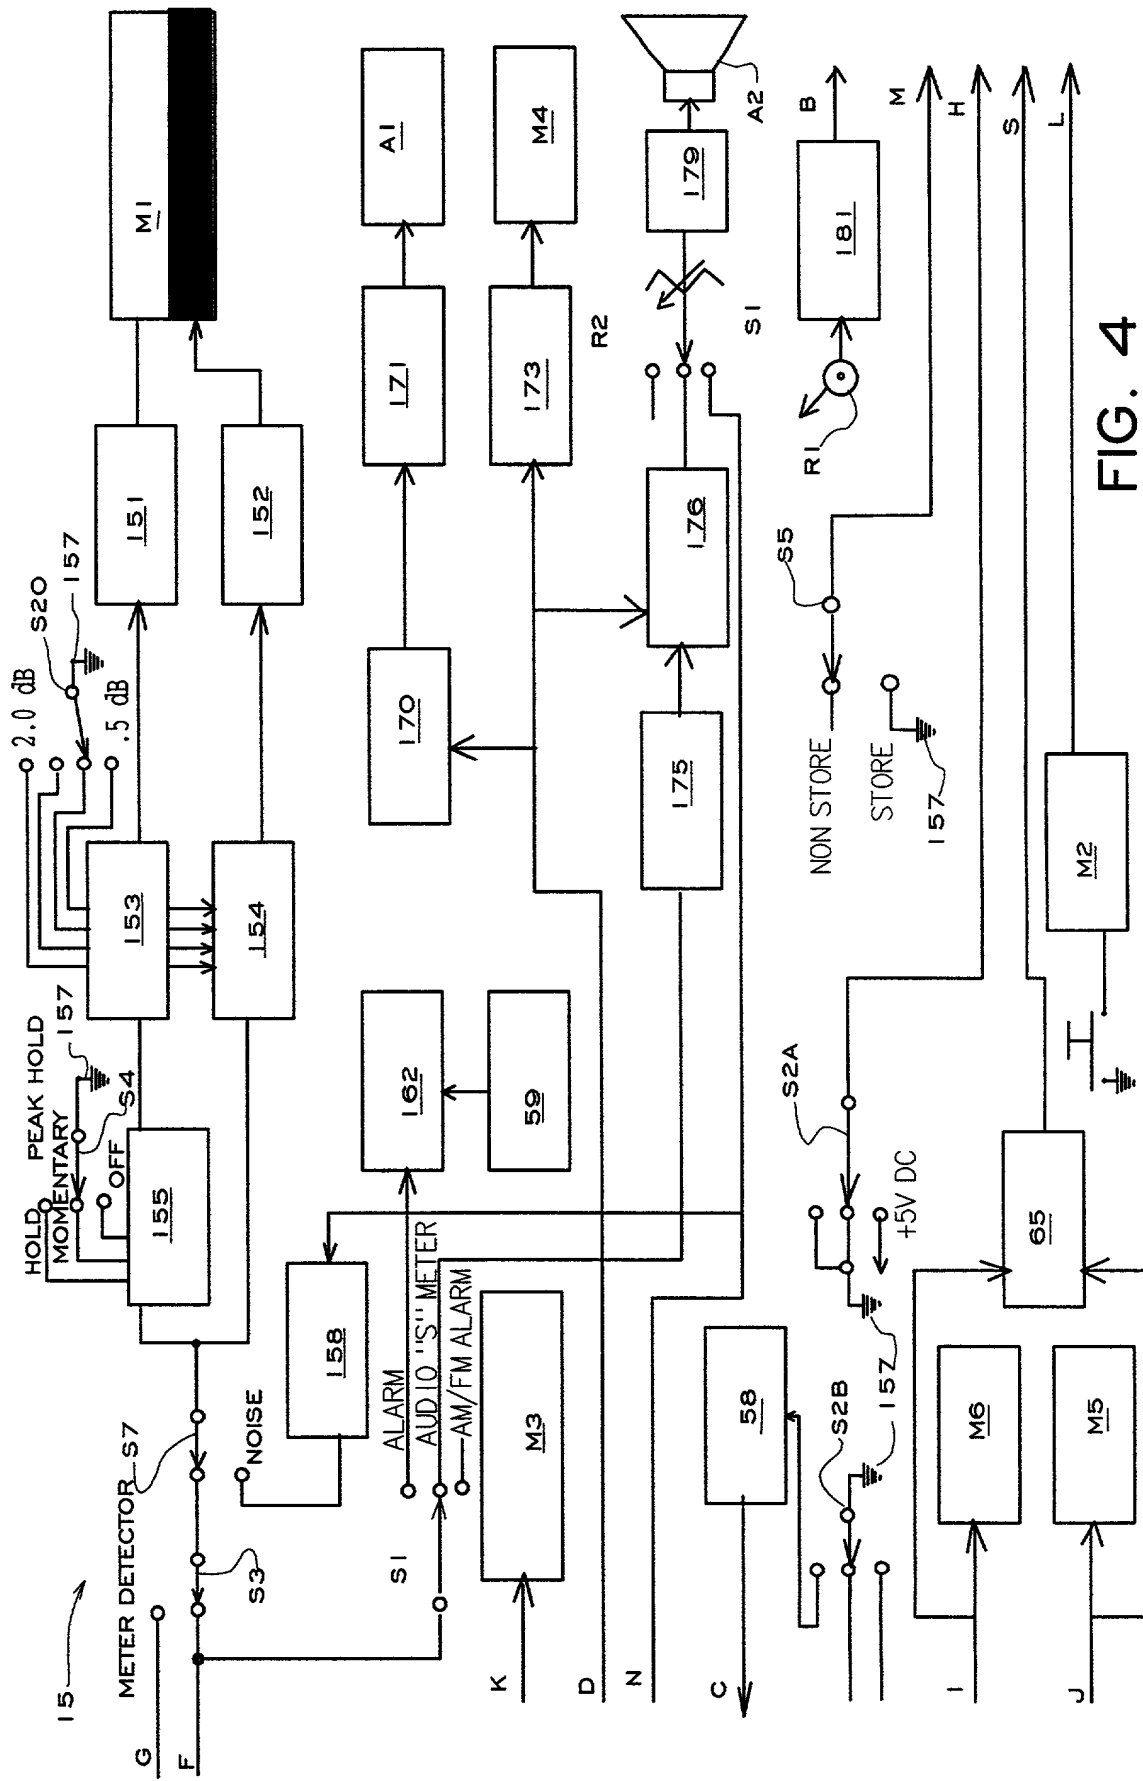 15
G
F
METER DETECTOR
S7
S3
NOISE
HOLD
PEAK HOLD
MOMENTARY
OFF
S4
157
155
2.0 dB
.5 dB
S20
157
153
154
151
152
M1
158
ALARM
AUDIO "S" METER
AM/FM ALARM
S1
162
59
170
171
A1
173
M4
K
M3
D
N
C
58
175
176
R2
S1
179
A2
S2B
157
S2A
+5V DC
NON STORE
STORE
157
S5
R1
181
B
M
H
S
L
I
J
M6
M5
65
M2
FIG. 4